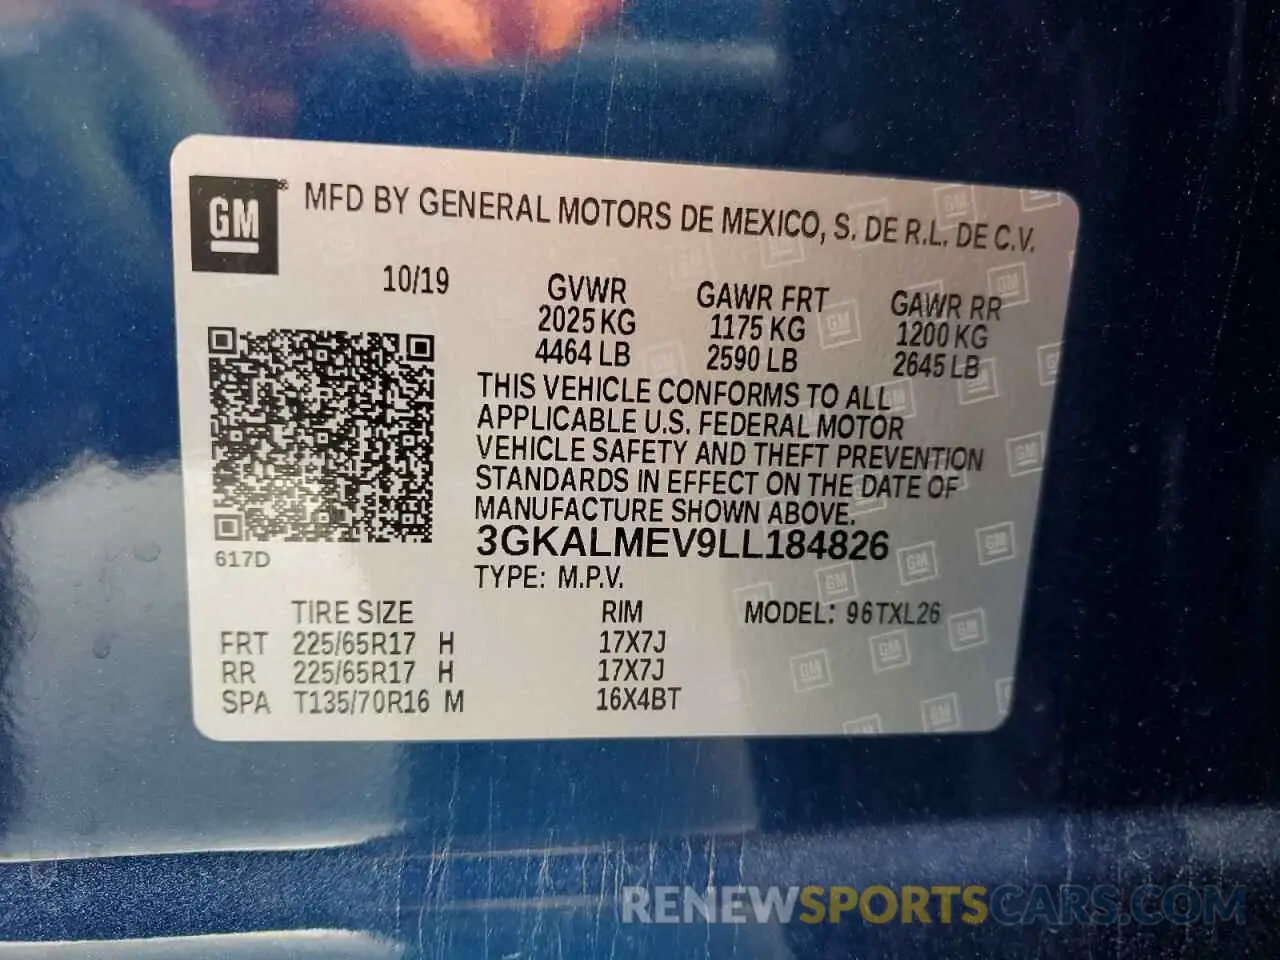 GM
MFD BY GENERAL MOTORS DE MEXICO, S. DE R.L. DE C.V.
10/19
GVWR GAWR FRT GAWR RR
2025 KG 1175 KG 1200 KG
4464 LB 2590 LB 2645 LB
THIS VEHICLE CONFORMS TO ALL
APPLICABLE U.S. FEDERAL MOTOR
VEHICLE SAFETY AND THEFT PREVENTION
STANDARDS IN EFFECT ON THE DATE OF
MANUFACTURE SHOWN ABOVE.
3GKALMEV9LL184826
617D
TYPE: M.P.V.
TIRE SIZE RIM MODEL: 96TXL26
FRT 225/65R17 H 17X7J
RR 225/65R17 H 17X7J
SPA T135/70R16 M 16X4BT
RENEWSPORTSCARS.COM